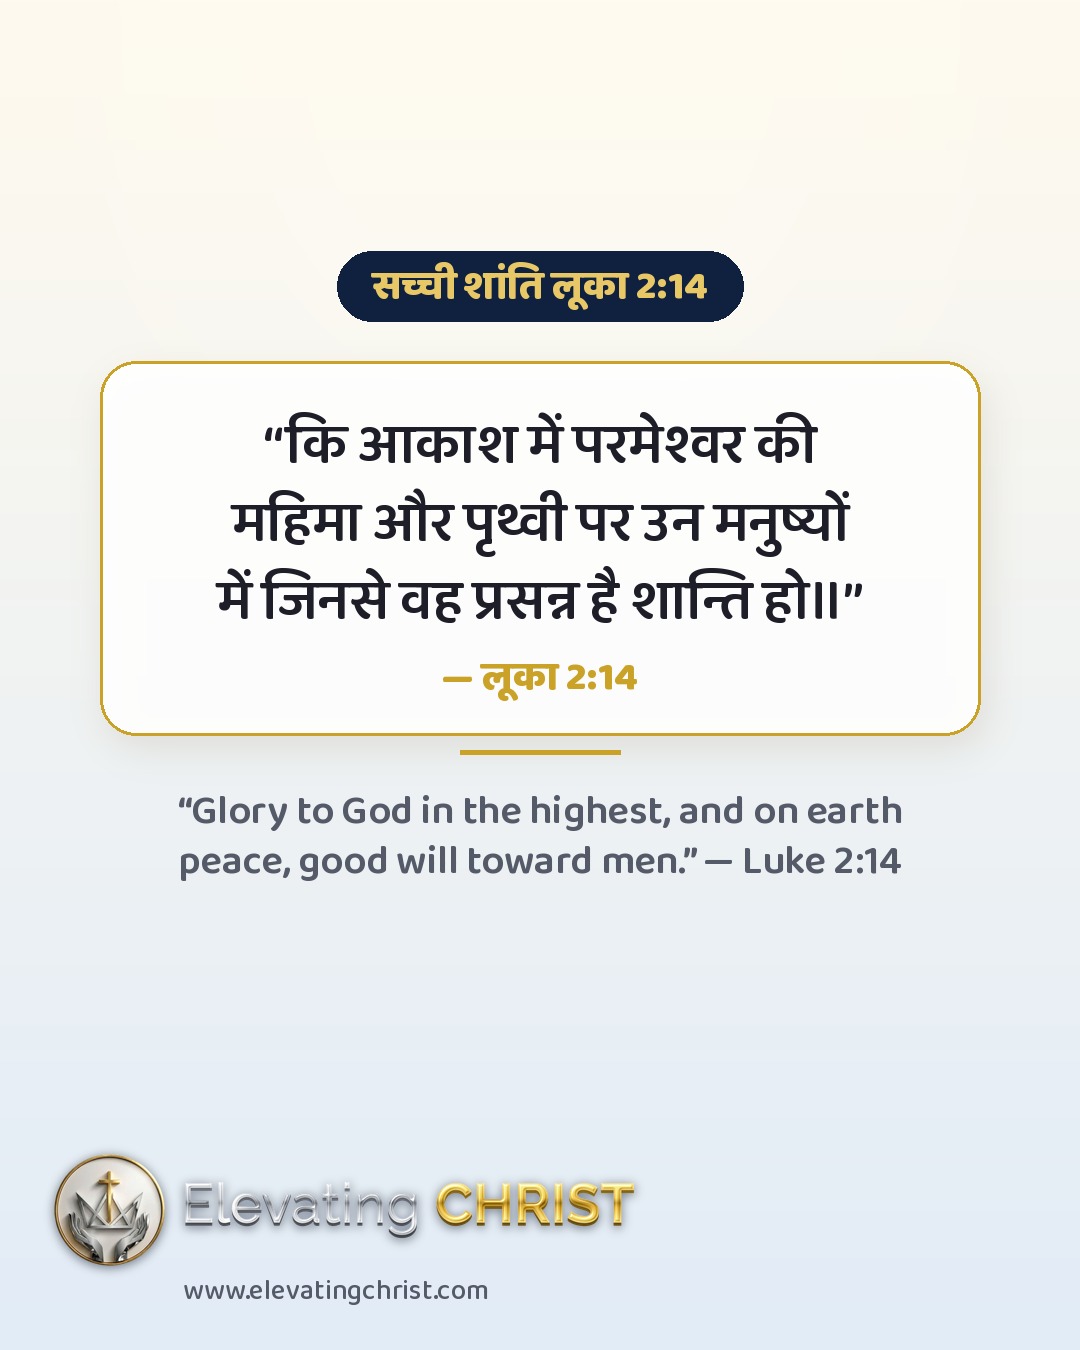 सच्ची शांति लूका 2:14
“कि आकाश में परमेश्वर की
महिमा और पृथ्वी पर उन मनुष्यों
में जिनसे वह प्रसन्न है शान्ति हो॥”
— लूका 2:14
“Glory to God in the highest, and on earth
peace, good will toward men.” — Luke 2:14
Elevating CHRIST
www.elevatingchrist.com